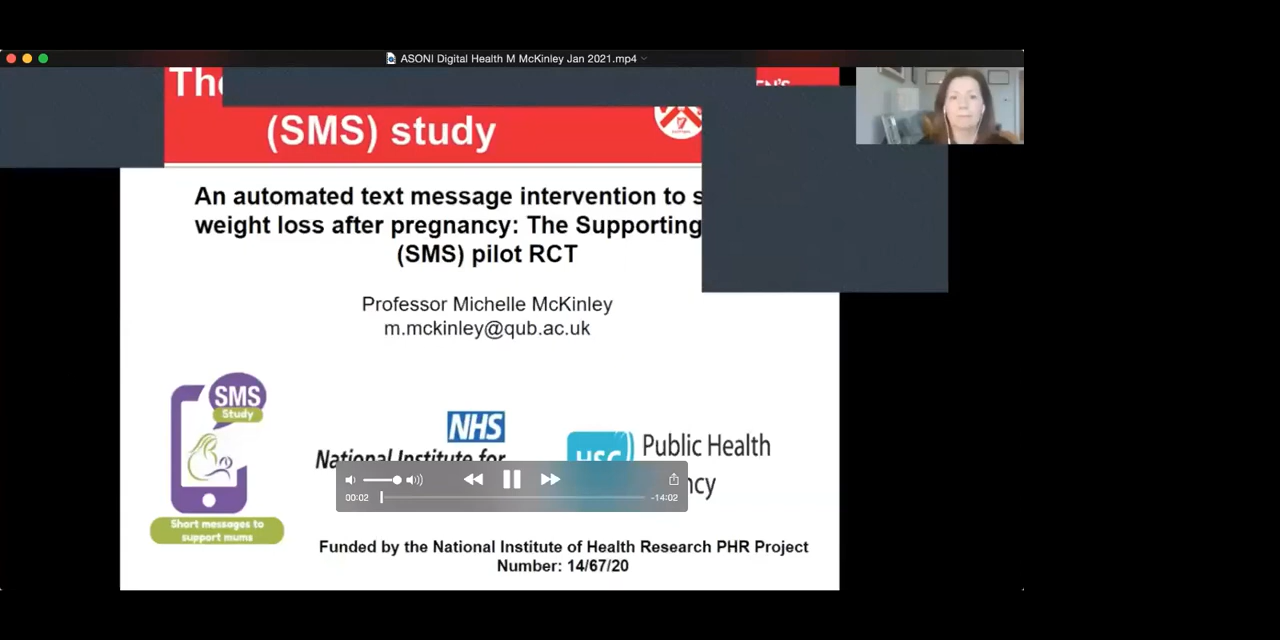 ASONI Digital Health M McKinley Jan 2021.mp4
The
(SMS) study
An automated text message intervention to s
weight loss after pregnancy: The Supporting
(SMS) pilot RCT
Professor Michelle McKinley
m.mckinley@qub.ac.uk
SMS
Study
Short messages to
support mums
NHS
National Institute for
HSC
Public Health
ncy
00:02
-14:02
Funded by the National Institute of Health Research PHR Project
Number: 14/67/20